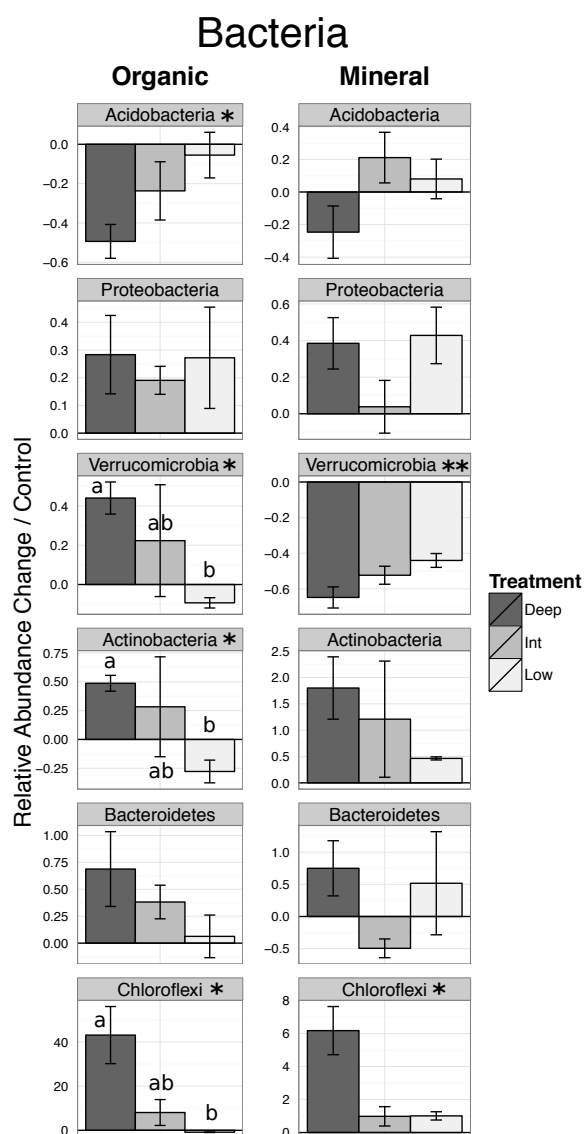 Bacteria
Organic Mineral
Acidobacteria * Acidobacteria
0.0
−0.2
−0.4
−0.6
0.4
0.2
0.0
−0.2
−0.4
Proteobacteria Proteobacteria
0.4
0.3
0.2
0.1
0.0
0.6
0.4
0.2
0.0
Verrucomicrobia * Verrucomicrobia **
a
ab
b
0.4
0.2
0.0
0.0
−0.2
−0.4
−0.6
Relative Abundance Change / Control
Treatment
Deep
Int
Low
Actinobacteria * Actinobacteria
a
b
ab
0.75
0.50
0.25
0.00
−0.25
2.5
2.0
1.5
1.0
0.5
0.0
Bacteroidetes Bacteroidetes
1.00
0.75
0.50
0.25
0.00
1.0
0.5
0.0
−0.5
Chloroflexi * Chloroflexi *
a
ab
b
40
20
0
8
6
4
2
0